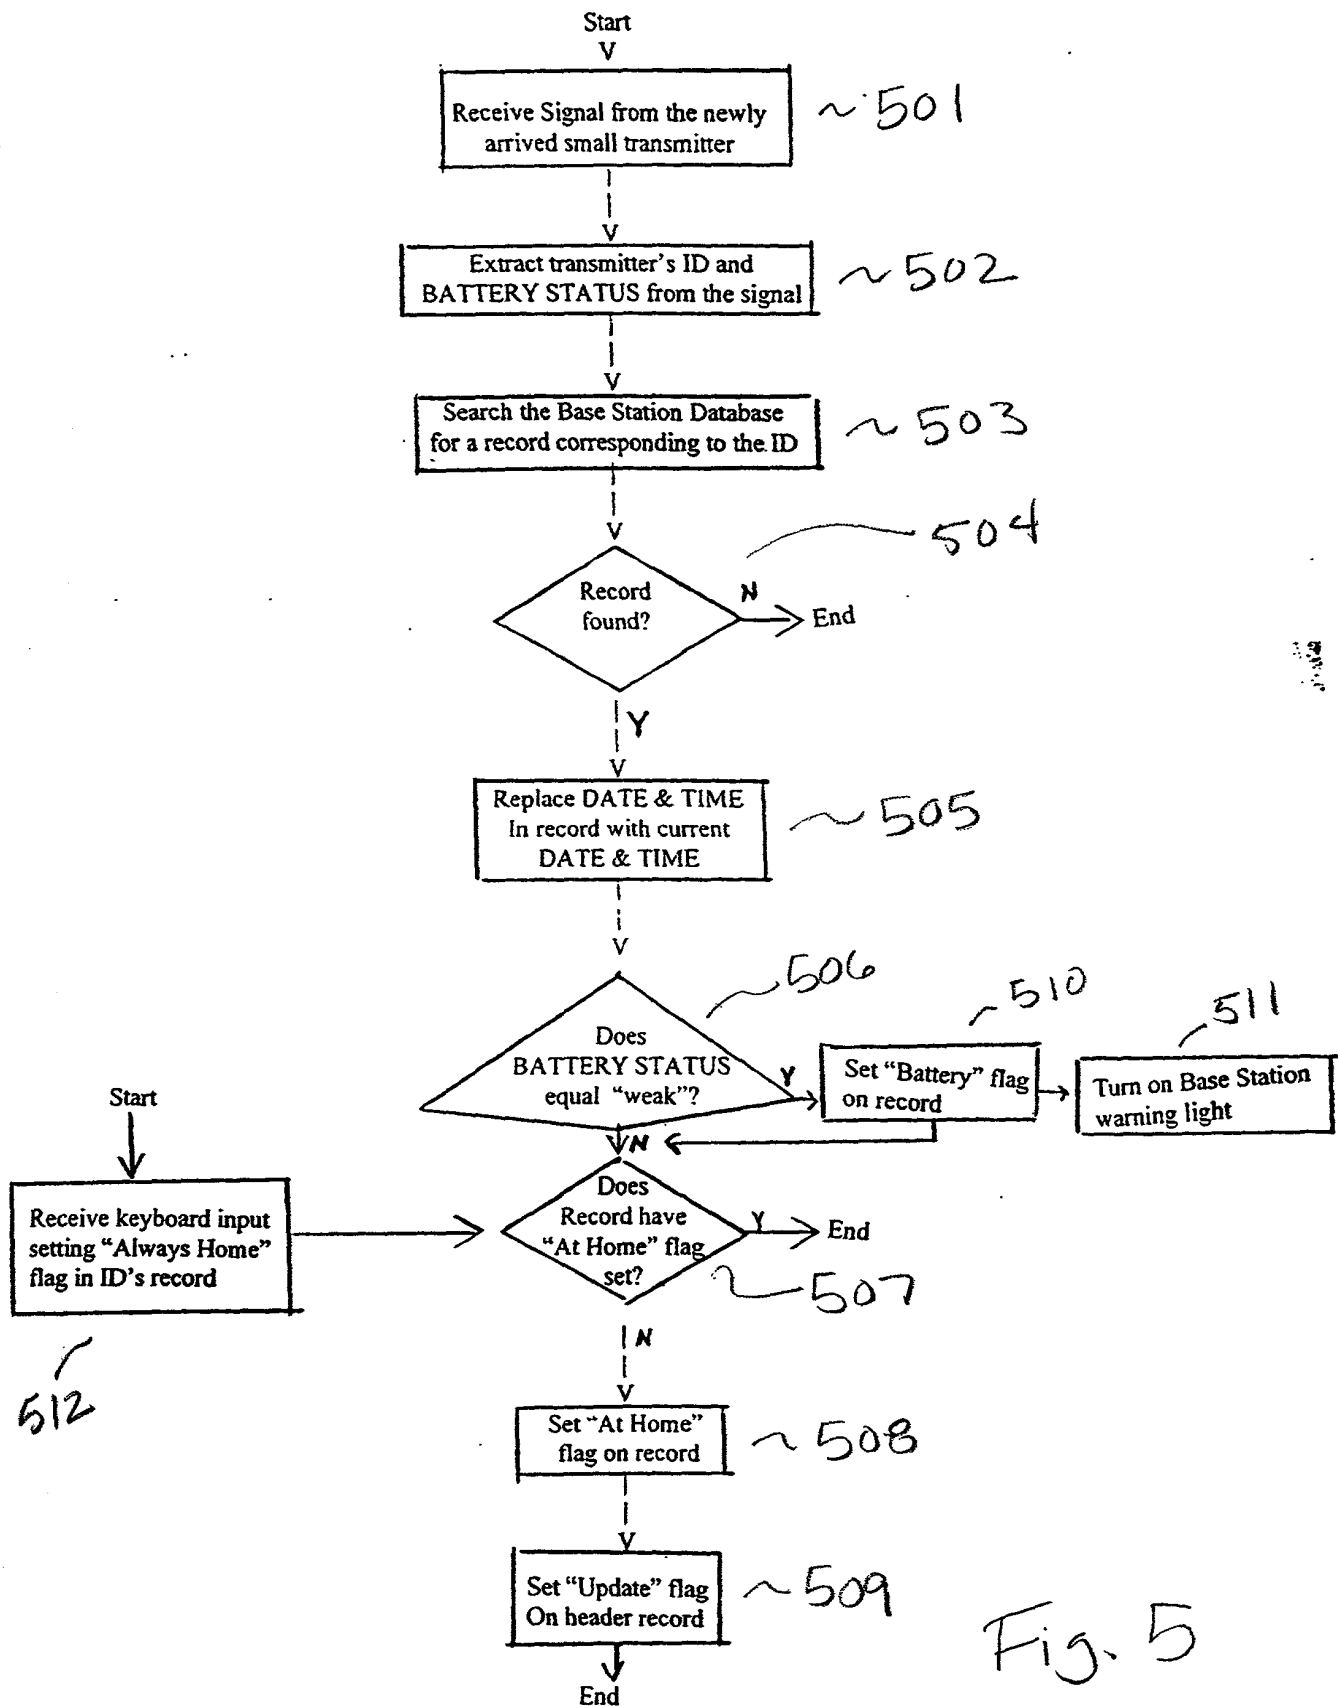 Start
V
Receive Signal from the newly
arrived small transmitter
~501
V
Extract transmitter's ID and
BATTERY STATUS from the signal
~502
V
Search the Base Station Database
for a record corresponding to the ID
~503
V
504
Record
found?
N
End
Y
V
Replace DATE & TIME
In record with current
DATE & TIME
~505
V
506
Does
BATTERY STATUS
equal "weak"?
Y
510
Set "Battery" flag
on record
511
Turn on Base Station
warning light
N
Start
Receive keyboard input
setting "Always Home"
flag in ID's record
512
Does
Record have
"At Home" flag
set?
Y
End
507
N
V
Set "At Home"
flag on record
~508
V
Set "Update" flag
On header record
~509
End
Fig. 5